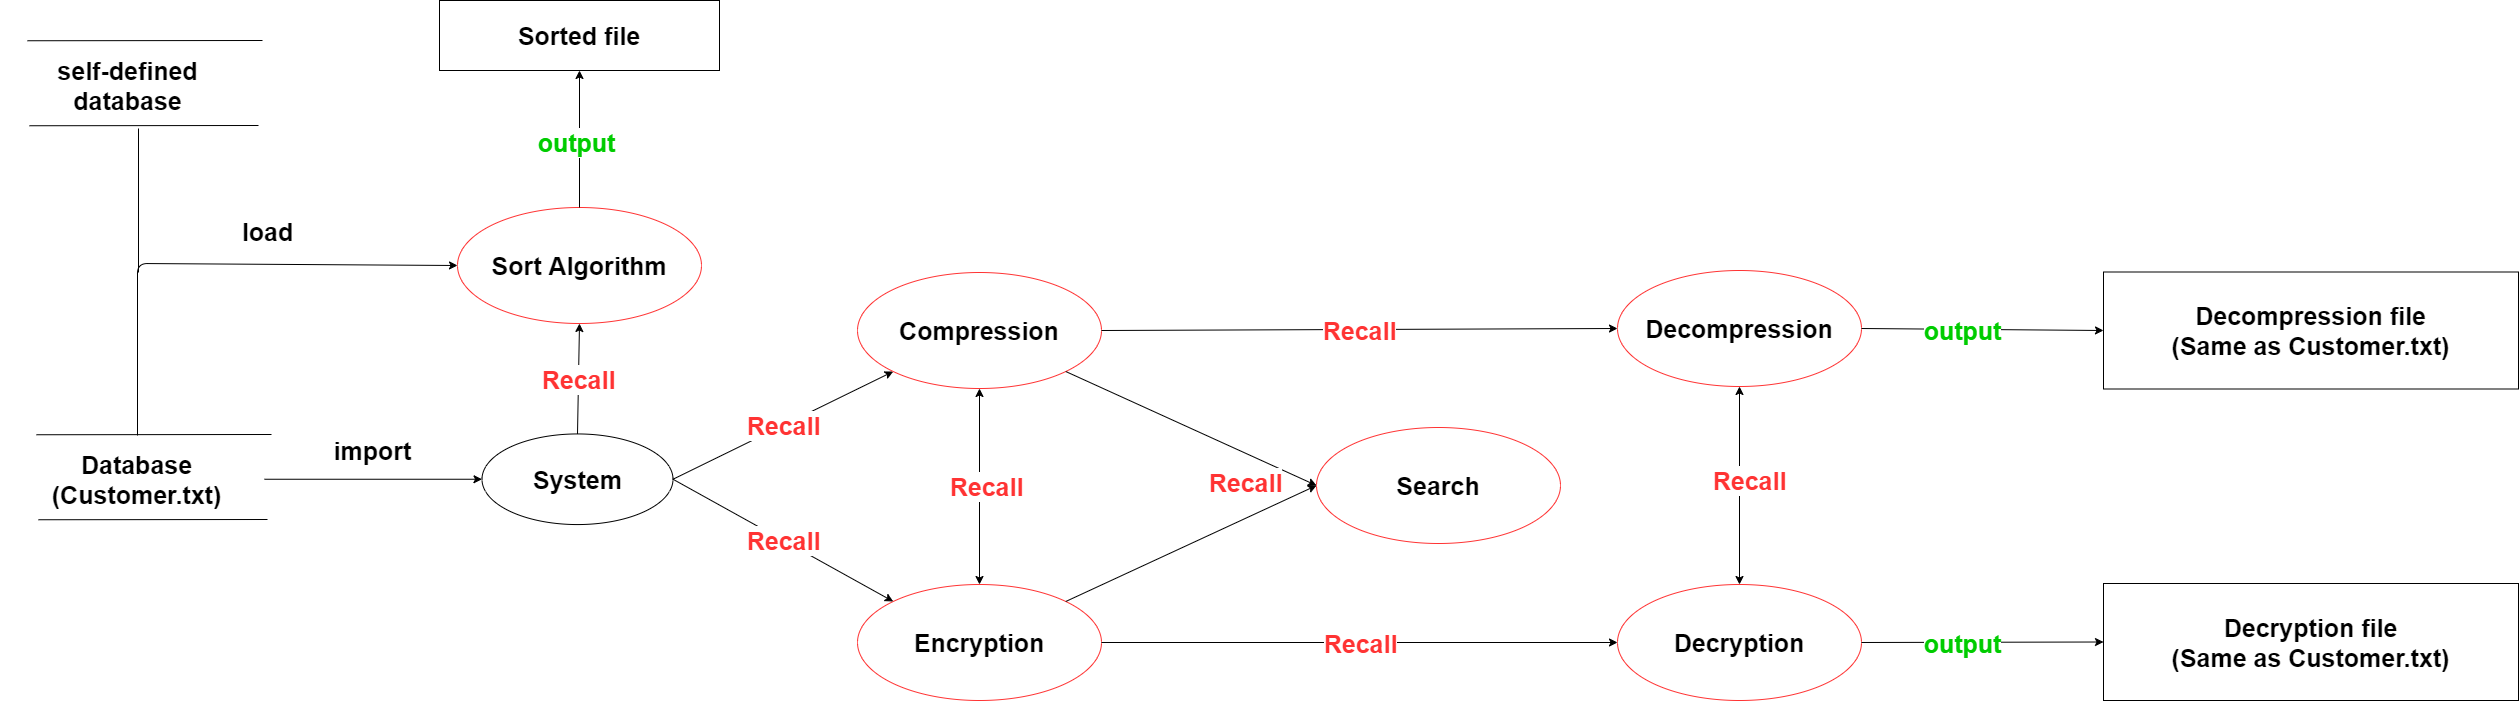 Sorted file
self-defined
database
output
load
Sort Algorithm
Recall
import
Database
(Customer.txt)
System
Recall
Recall
Compression
Recall
Encryption
Recall
Recall
Search
Recall
Decompression
Recall
Decryption
output
Decompression file
(Same as Customer.txt)
output
Decryption file
(Same as Customer.txt)